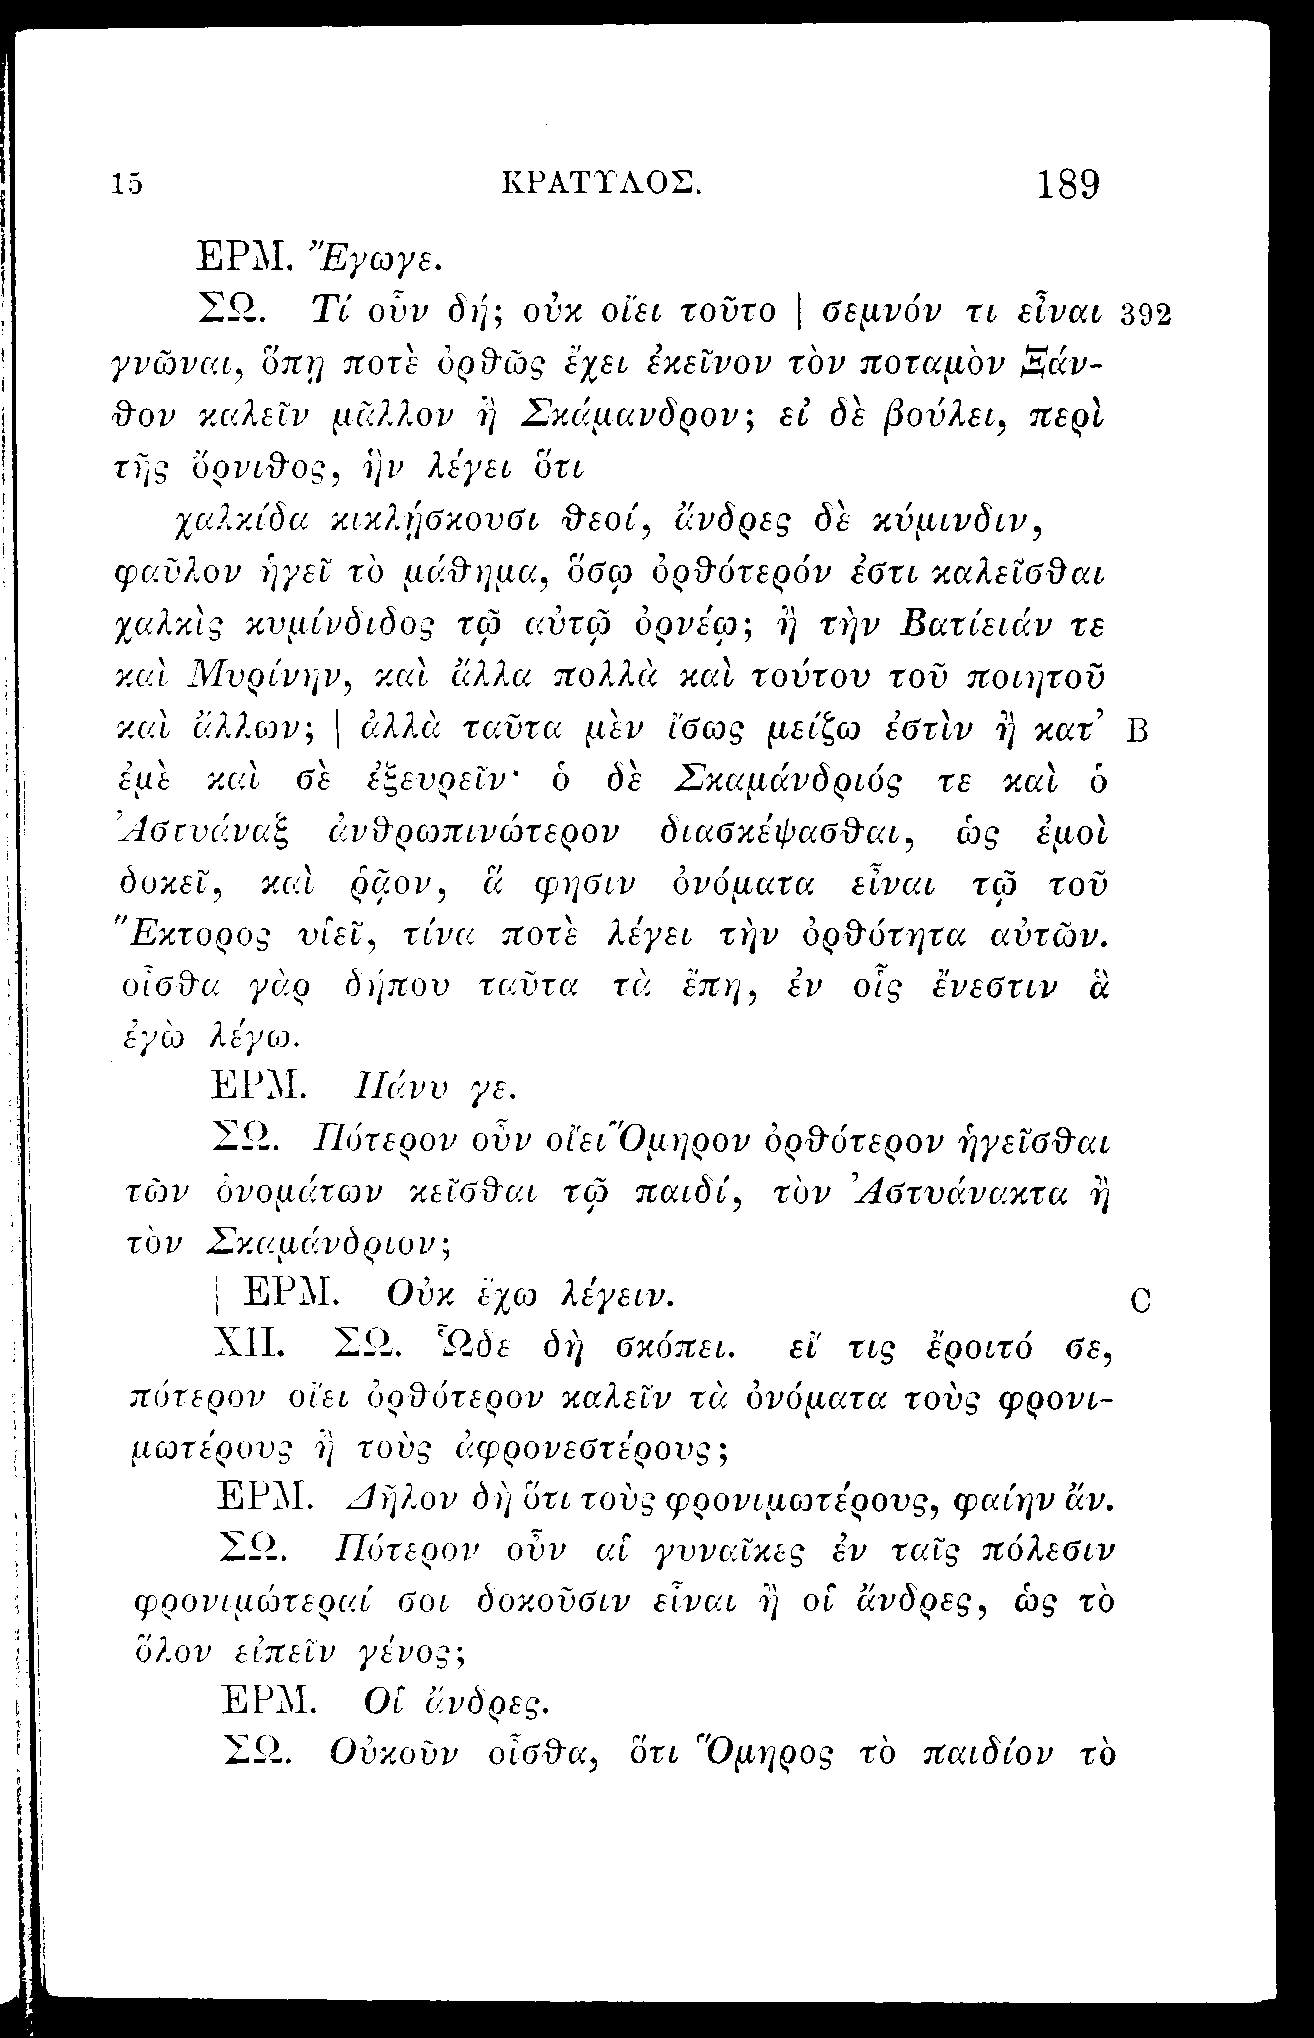 15 ΚΡΑΤΥΛΟΣ. 189
ΕΡΜ. Ἔγωγε.
ΣΩ. Τί οὖν δή; οὐκ οἴει τοῦτο | σεμνόν τι εἶναι 392
γνῶναι, ὅπῃ ποτὲ ὀρθῶς ἔχει ἐκεῖνον τὸν ποταμὸν Ξάν-
θον καλεῖν μᾶλλον ἢ Σκάμανδρον; εἰ δὲ βούλει, περὶ
τῆς ὄρνιθος, ἣν λέγει ὅτι
χαλκίδα κικλήσκουσι θεοί, ἄνδρες δὲ κύμινδιν,
φαῦλον ἡγεῖ τὸ μάθημα, ὅσῳ ὀρθότερόν ἐστι καλεῖσθαι
χαλκὶς κυμίνδιδος τῷ αὐτῷ ὀρνέῳ; ἢ τὴν Βατίειάν τε
καὶ Μυρίνην, καὶ ἄλλα πολλὰ καὶ τούτου τοῦ ποιητοῦ
καὶ ἄλλων; | ἀλλὰ ταῦτα μὲν ἴσως μείζω ἐστὶν ἢ κατ’ B
ἐμὲ καὶ σὲ ἐξευρεῖν· ὁ δὲ Σκαμάνδριός τε καὶ ὁ
Ἀστυάναξ ἀνθρωπινώτερον διασκέψασθαι, ὡς ἐμοὶ
δοκεῖ, καὶ ῥᾷον, ἅ φησιν ὀνόματα εἶναι τῷ τοῦ
Ἕκτορος υἱεῖ, τίνα ποτὲ λέγει τὴν ὀρθότητα αὐτῶν.
οἶσθα γὰρ δήπου ταῦτα τὰ ἔπη, ἐν οἷς ἔνεστιν ἃ
ἐγὼ λέγω.
ΕΡΜ. Πάνυ γε.
ΣΩ. Πότερον οὖν οἴει Ὅμηρον ὀρθότερον ἡγεῖσθαι
τῶν ὀνομάτων κεῖσθαι τῷ παιδί, τὸν Ἀστυάνακτα ἢ
τὸν Σκαμάνδριον;
| ΕΡΜ. Οὐκ ἔχω λέγειν. C
XII. ΣΩ. Ὧδε δὴ σκόπει. εἴ τις ἔροιτό σε,
πότερον οἴει ὀρθότερον καλεῖν τὰ ὀνόματα τοὺς φρονι-
μωτέρους ἢ τοὺς ἀφρονεστέρους;
ΕΡΜ. Δῆλον δὴ ὅτι τοὺς φρονιμωτέρους, φαίην ἄν.
ΣΩ. Πότερον οὖν αἱ γυναῖκες ἐν ταῖς πόλεσιν
φρονιμώτεραί σοι δοκοῦσιν εἶναι ἢ οἱ ἄνδρες, ὡς τὸ
ὅλον εἰπεῖν γένος;
ΕΡΜ. Οἱ ἄνδρες.
ΣΩ. Οὐκοῦν οἶσθα, ὅτι Ὅμηρος τὸ παιδίον τὸ